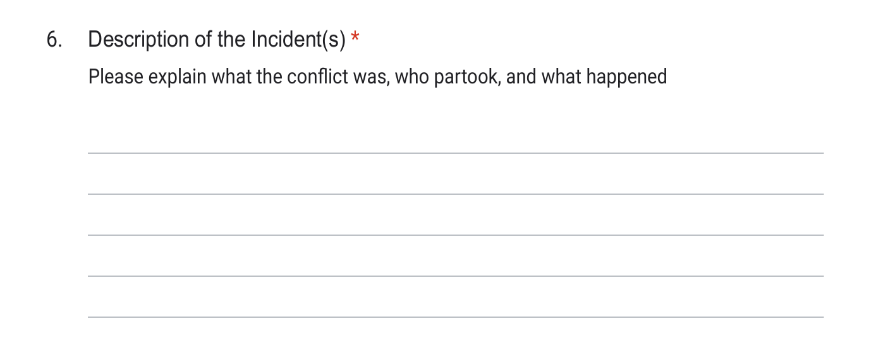 6. Description of the Incident(s) *
Please explain what the conflict was, who partook, and what happened